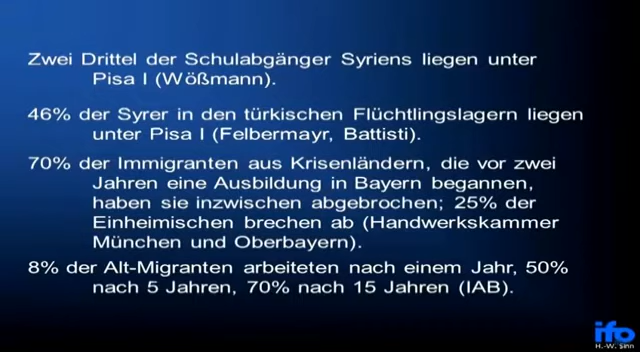 Zwei Drittel der Schulabgänger Syriens liegen unter
Pisa I (Wößmann).
46% der Syrer in den türkischen Flüchtlingslagern liegen
unter Pisa I (Felbermayr, Battisti).
70% der Immigranten aus Krisenländern, die vor zwei
Jahren eine Ausbildung in Bayern begannen,
haben sie inzwischen abgebrochen; 25% der
Einheimischen brechen ab (Handwerkskammer
München und Oberbayern).
8% der Alt-Migranten arbeiteten nach einem Jahr, 50%
nach 5 Jahren, 70% nach 15 Jahren (IAB).
ifo
H.-W. Sinn